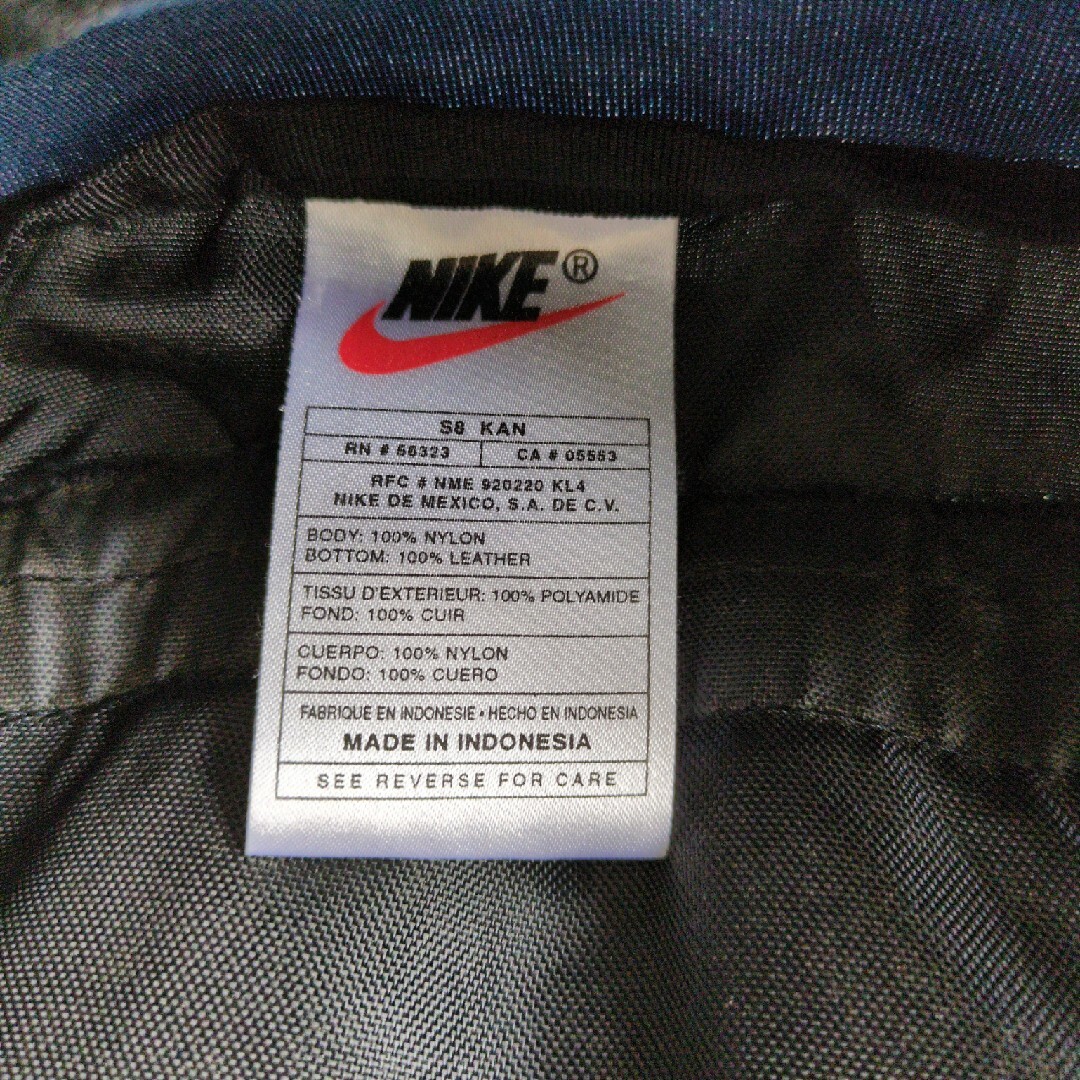 NIKE®
S8 KAN
RN # 56323 CA # 05553
RFC # NME 920220 KL4
NIKE DE MEXICO, S.A. DE C.V.
BODY: 100% NYLON
BOTTOM: 100% LEATHER
TISSU D'EXTERIEUR: 100% POLYAMIDE
FOND: 100% CUIR
CUERPO: 100% NYLON
FONDO: 100% CUERO
FABRIQUE EN INDONESIE • HECHO EN INDONESIA
MADE IN INDONESIA
SEE REVERSE FOR CARE